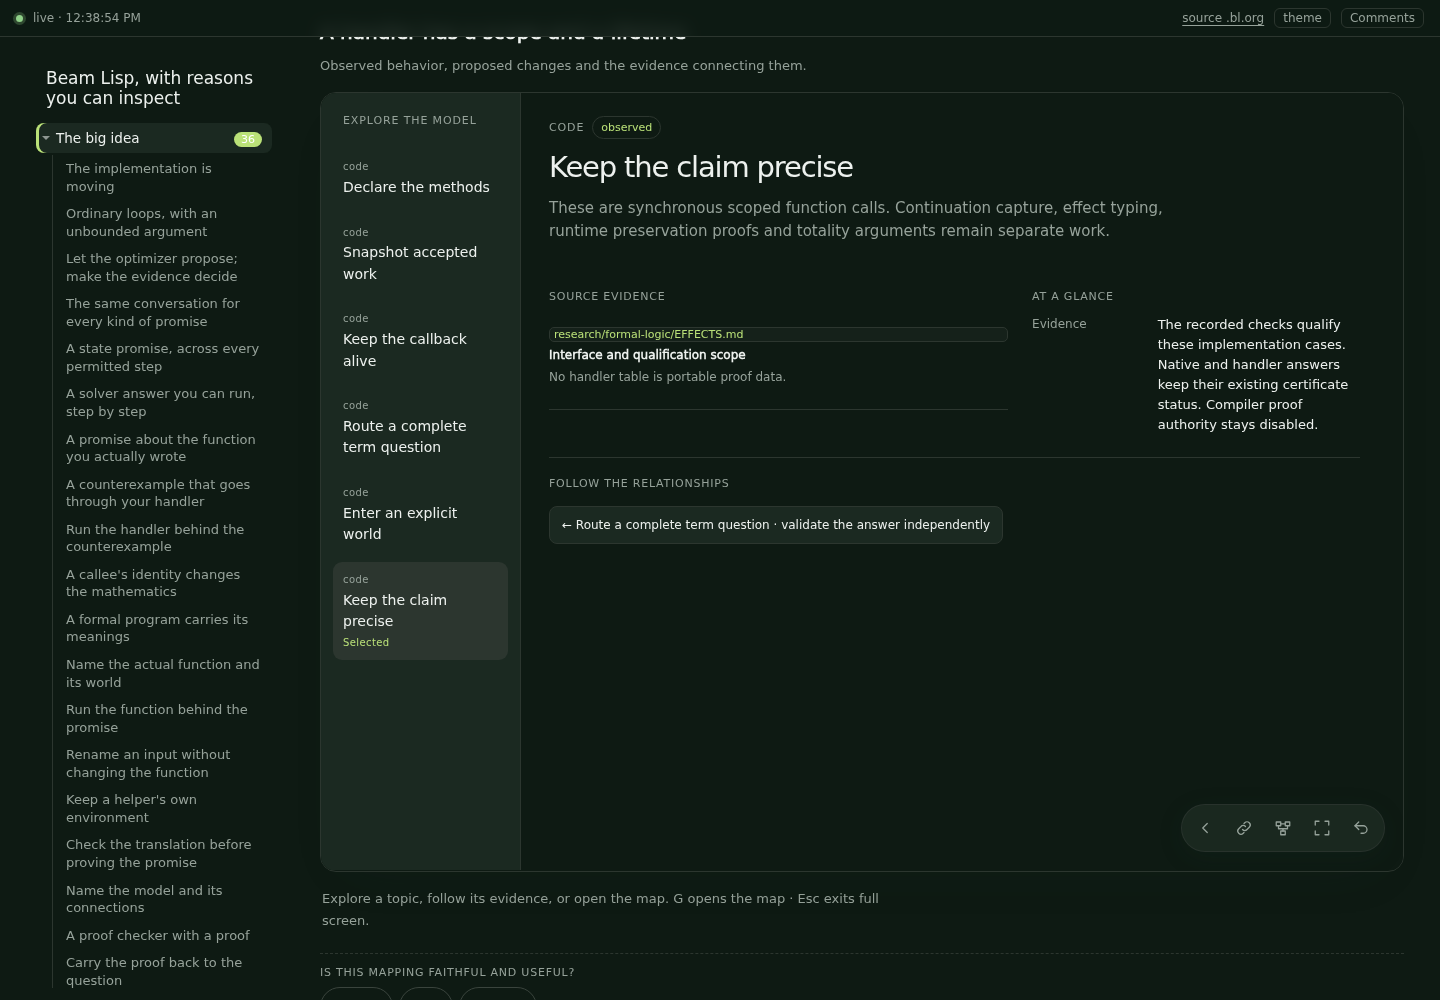 live · 12:38:54 PM
source .bl.org
theme
Comments
Beam Lisp, with reasons
you can inspect
The big idea
36
The implementation is
moving
Ordinary loops, with an
unbounded argument
Let the optimizer propose;
make the evidence decide
The same conversation for
every kind of promise
A state promise, across every
permitted step
A solver answer you can run,
step by step
A promise about the function
you actually wrote
A counterexample that goes
through your handler
Run the handler behind the
counterexample
A callee's identity changes
the mathematics
A formal program carries its
meanings
Name the actual function and
its world
Run the function behind the
promise
Rename an input without
changing the function
Keep a helper's own
environment
Check the translation before
proving the promise
Name the model and its
connections
A proof checker with a proof
Carry the proof back to the
question
A handler has a scope and a lifetime
Observed behavior, proposed changes and the evidence connecting them.
EXPLORE THE MODEL
code
Declare the methods
code
Snapshot accepted
work
code
Keep the callback
alive
code
Route a complete
term question
code
Enter an explicit
world
code
Keep the claim
precise
Selected
CODE
observed
Keep the claim precise
These are synchronous scoped function calls. Continuation capture, effect typing,
runtime preservation proofs and totality arguments remain separate work.
SOURCE EVIDENCE
research/formal-logic/EFFECTS.md
Interface and qualification scope
No handler table is portable proof data.
AT A GLANCE
Evidence
The recorded checks qualify
these implementation cases.
Native and handler answers
keep their existing certificate
status. Compiler proof
authority stays disabled.
FOLLOW THE RELATIONSHIPS
← Route a complete term question · validate the answer independently
Explore a topic, follow its evidence, or open the map. G opens the map · Esc exits full
screen.
IS THIS MAPPING FAITHFUL AND USEFUL?